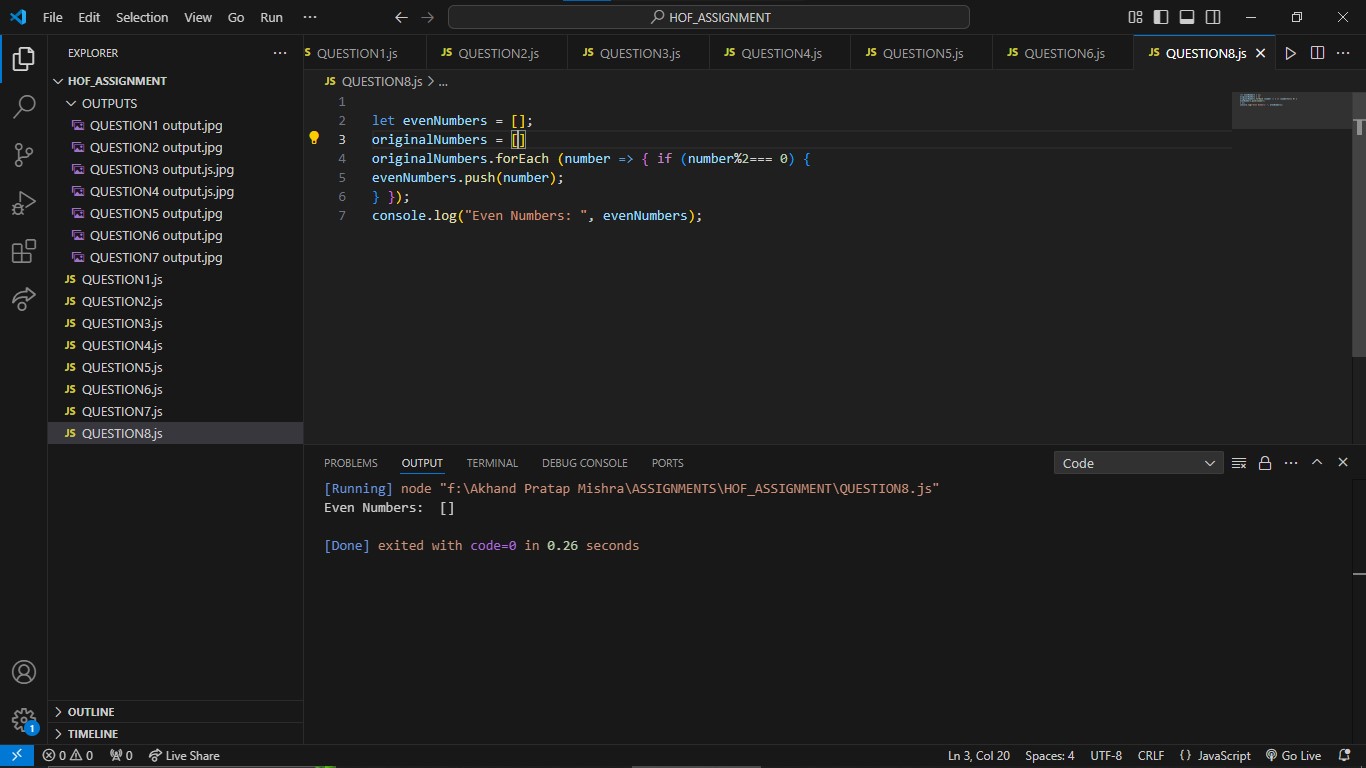 File Edit Selection View Go Run ···
HOF_ASSIGNMENT
EXPLORER ···
HOF_ASSIGNMENT
OUTPUTS
QUESTION1 output.jpg
QUESTION2 output.jpg
QUESTION3 output.js.jpg
QUESTION4 output.js.jpg
QUESTION5 output.jpg
QUESTION6 output.jpg
QUESTION7 output.jpg
JS QUESTION1.js
JS QUESTION2.js
JS QUESTION3.js
JS QUESTION4.js
JS QUESTION5.js
JS QUESTION6.js
JS QUESTION7.js
JS QUESTION8.js
OUTLINE
TIMELINE
S QUESTION1.js JS QUESTION2.js JS QUESTION3.js JS QUESTION4.js JS QUESTION5.js JS QUESTION6.js JS QUESTION8.js ···
JS QUESTION8.js > ...
1
2 let evenNumbers = [];
3 originalNumbers = []
4 originalNumbers.forEach (number => { if (number%2=== 0) {
5 evenNumbers.push(number);
6 } });
7 console.log("Even Numbers: ", evenNumbers);
PROBLEMS OUTPUT TERMINAL DEBUG CONSOLE PORTS Code ···
[Running] node "f:\Akhand Pratap Mishra\ASSIGNMENTS\HOF_ASSIGNMENT\QUESTION8.js"
Even Numbers:  []
[Done] exited with code=0 in 0.26 seconds
1
0 0 0 Live Share Ln 3, Col 20 Spaces: 4 UTF-8 CRLF {} JavaScript Go Live